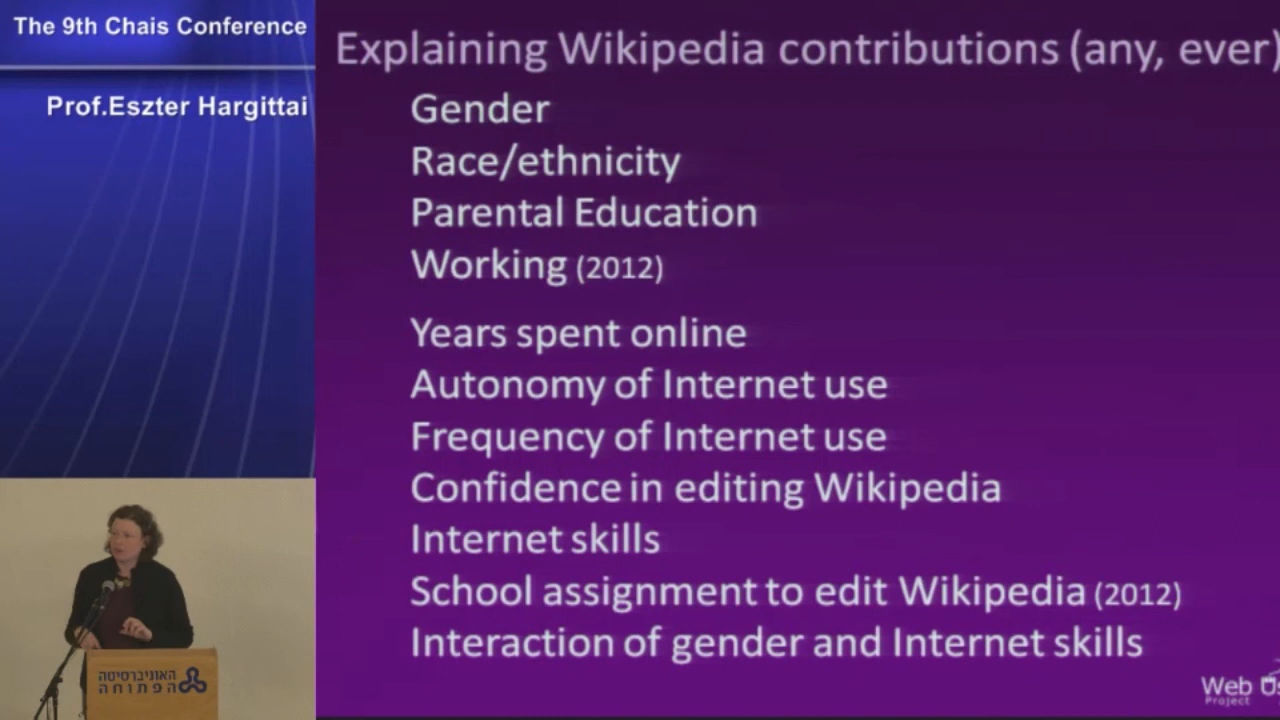 The 9th Chais Conference
Prof.Eszter Hargittai
Explaining Wikipedia contributions (any, ever)
Gender
Race/ethnicity
Parental Education
Working (2012)
Years spent online
Autonomy of Internet use
Frequency of Internet use
Confidence in editing Wikipedia
Internet skills
School assignment to edit Wikipedia (2012)
Interaction of gender and Internet skills
האוניברסיטה
הפתוחה
Web
Project